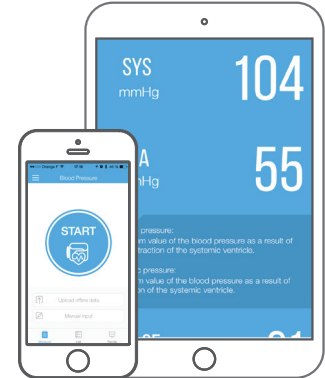 SYS
104
mmHg
A
55
Hg
pressure:
m value of the blood pressure as a result of
traction of the systemic ventricle.
c pressure:
m value of the blood pressure as a result of
on of the systemic ventricle.
Blood Pressure
START
Upload offline data
Manual input